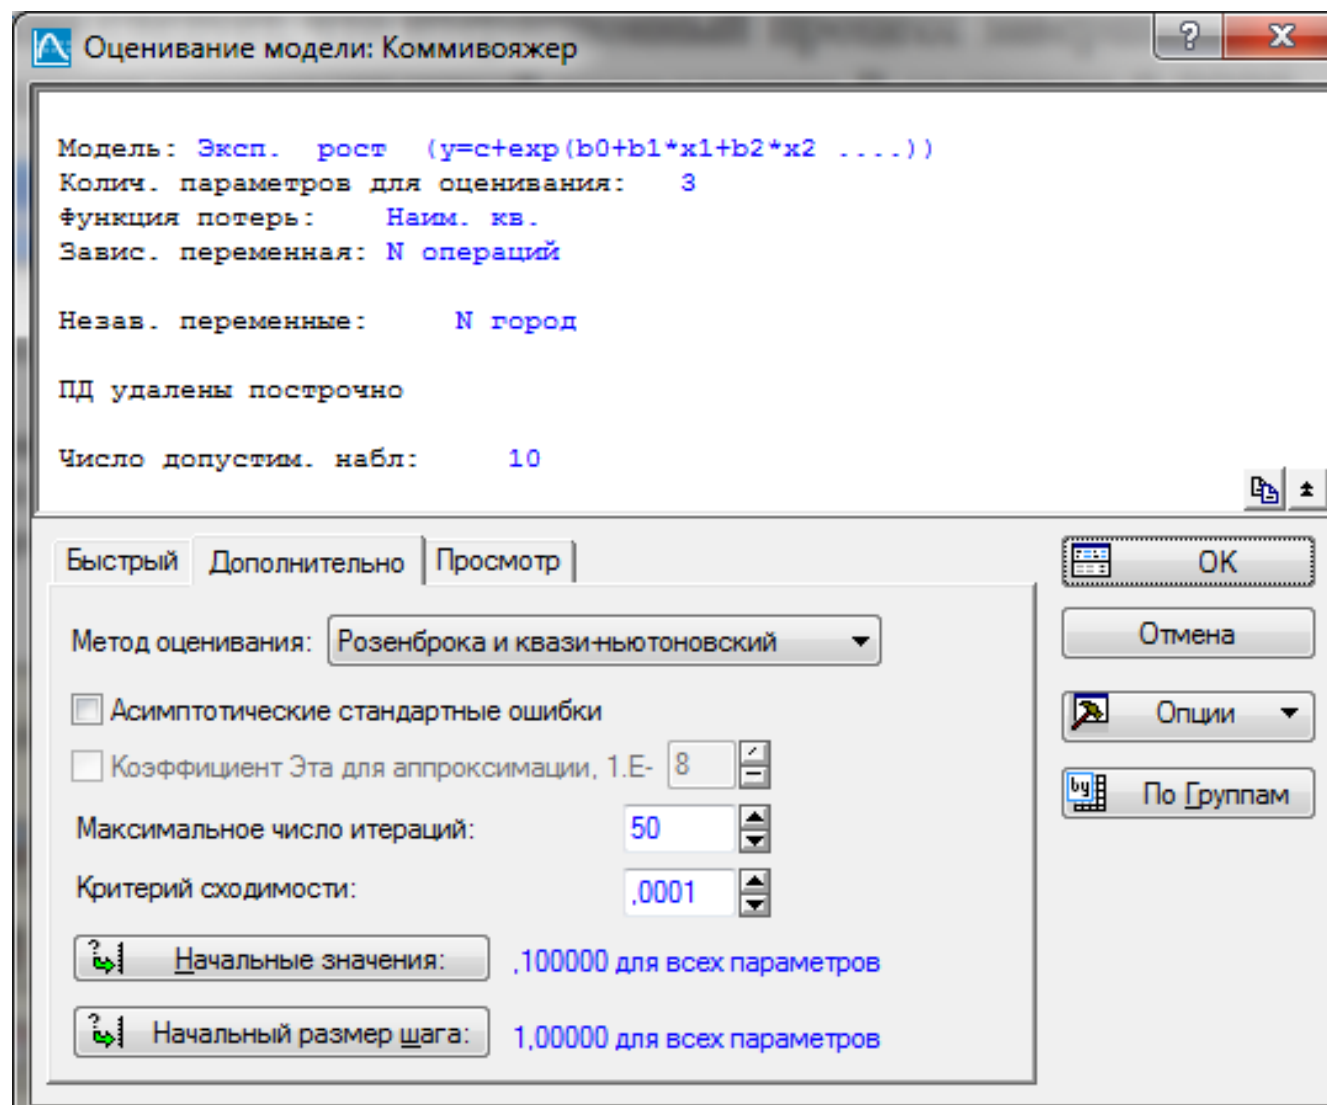 Оценивание модели: Коммивояжер
?
X
Модель: Эксп. рост (y=c+exp(b0+b1*x1+b2*x2 ....))
Колич. параметров для оценивания: 3
Функция потерь: Наим. кв.
Завис. переменная: N операций
Незав. переменные: N город
ПД удалены построчно
Число допустим. набл: 10
Быстрый Дополнительно Просмотр
OK
Метод оценивания: Розенброка и квази-ньютоновский
Отмена
Асимптотические стандартные ошибки
Опции
Коэффициент Эта для аппроксимации, 1.E- 8
by По Группам
Максимальное число итераций: 50
Критерий сходимости: ,0001
Начальные значения: ,100000 для всех параметров
Начальный размер шага: 1,00000 для всех параметров